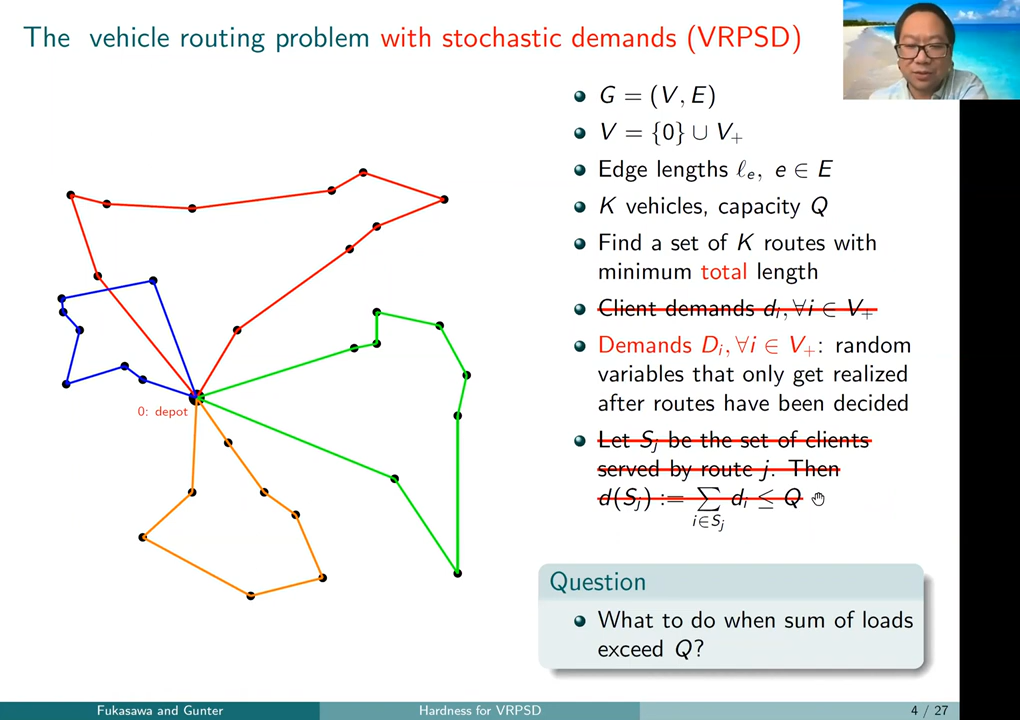 The vehicle routing problem with stochastic demands (VRPSD)
G = (V, E)
V = {0} ∪ V₊
Edge lengths ℓₑ, e ∈ E
K vehicles, capacity Q
Find a set of K routes with
minimum total length
Client demands dᵢ, ∀i ∈ V₊
Demands Dᵢ, ∀i ∈ V₊: random
variables that only get realized
after routes have been decided
Let Sⱼ be the set of clients
served by route j. Then
d(Sⱼ) := ∑ dᵢ ≤ Q
i∈Sⱼ
0: depot
Question
What to do when sum of loads
exceed Q?
Fukasawa and Gunter
Hardness for VRPSD
4 / 27